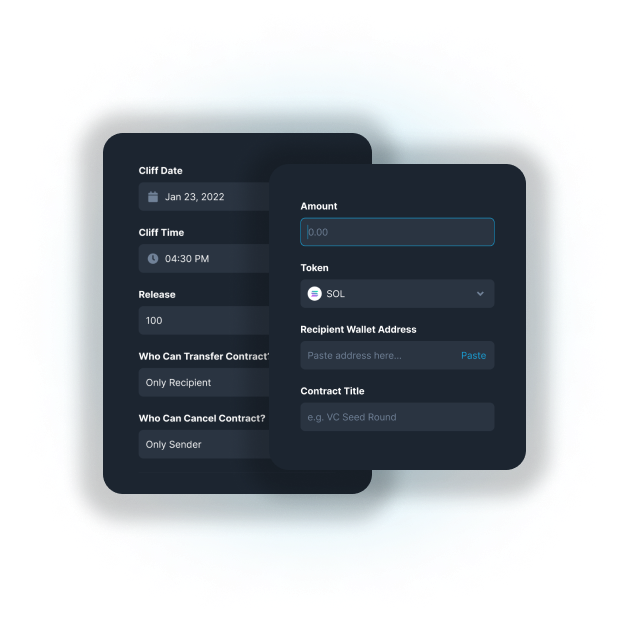 Cliff Date
Jan 23, 2022
Cliff Time
04:30 PM
Release
100
Who Can Transfer Contract?
Only Recipient
Who Can Cancel Contract?
Only Sender
Amount
0.00
Token
SOL
Recipient Wallet Address
Paste address here... Paste
Contract Title
e.g. VC Seed Round